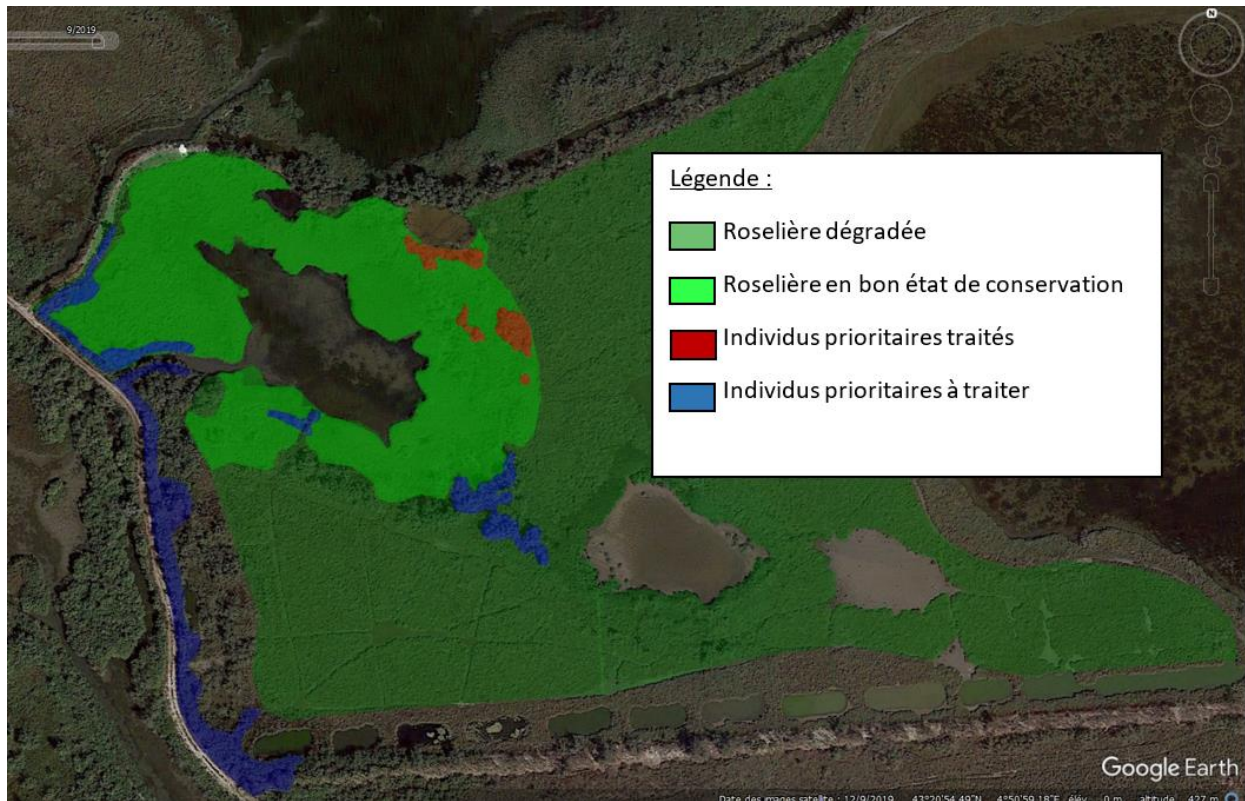 9/2019
N
Légende :
Roselière dégradée
Roselière en bon état de conservation
Individus prioritaires traités
Individus prioritaires à traiter
Google Earth
Date des images satellite : 12/9/2019 43°20'54.49"N 4°50'59.18"E élév. 0 m altitude 427 m